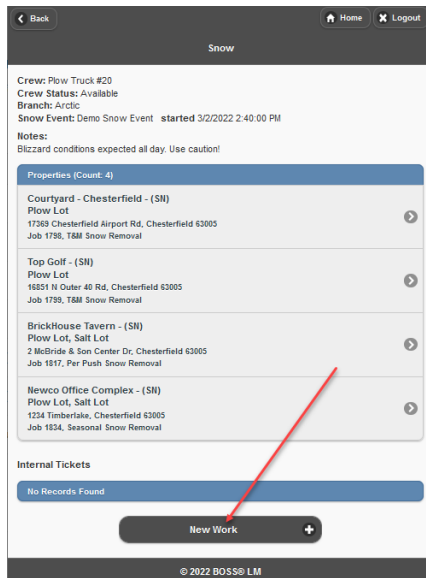 Back
Home
Logout
Snow
Crew: Plow Truck #20
Crew Status: Available
Branch: Arctic
Snow Event: Demo Snow Event started 3/2/2022 2:40:00 PM
Notes:
Blizzard conditions expected all day. Use caution!
Properties (Count: 4)
Courtyard - Chesterfield - (SN)
Plow Lot
17369 Chesterfield Airport Rd, Chesterfield 63005
Job 1798, T&M Snow Removal
Top Golf - (SN)
Plow Lot
16851 N Outer 40 Rd, Chesterfield 63005
Job 1799, T&M Snow Removal
BrickHouse Tavern - (SN)
Plow Lot, Salt Lot
2 McBride & Son Center Dr, Chesterfield 63005
Job 1817, Per Push Snow Removal
Newco Office Complex - (SN)
Plow Lot, Salt Lot
1234 Timberlake, Chesterfield 63005
Job 1834, Seasonal Snow Removal
Internal Tickets
No Records Found
New Work
© 2022 BOSS® LM